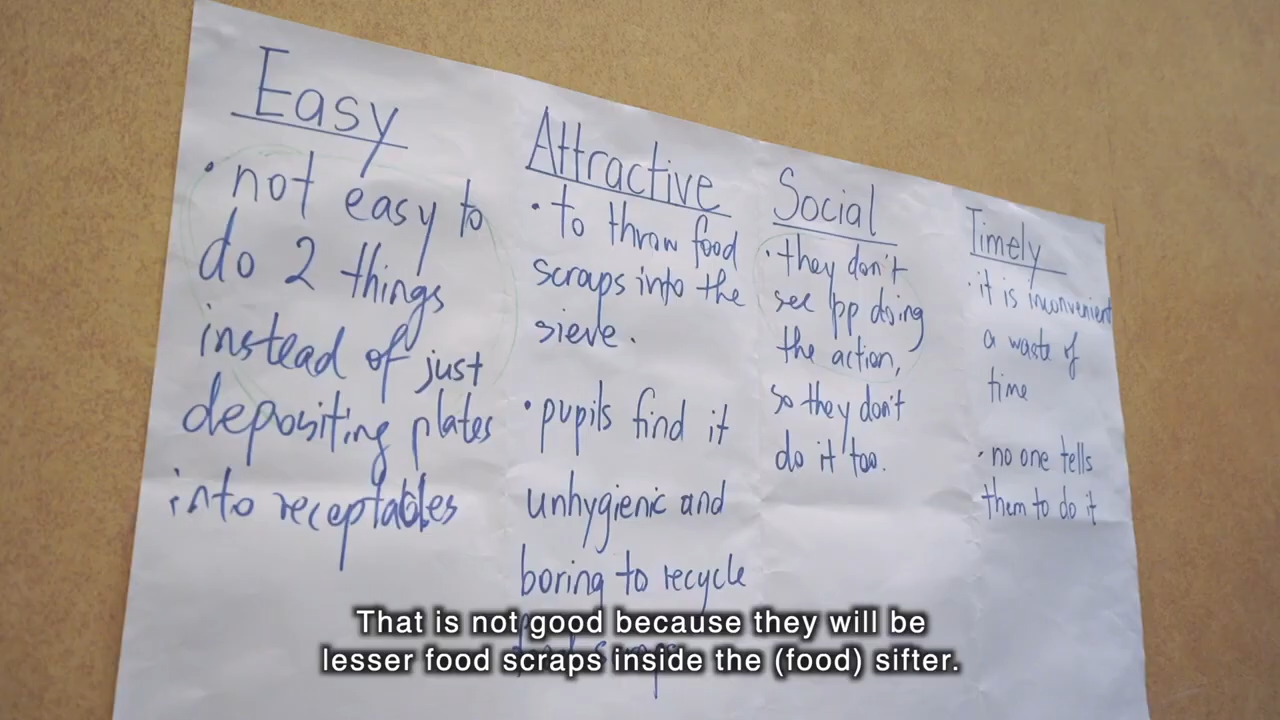 Easy
· not easy to
do 2 things
instead of just
depositing plates
into receptables
Attractive
· to throw food
scraps into the
sieve.
· pupils find it
unhygienic and
boring to recycle
food scraps
Social
· they don't
see pp doing
the action,
so they don't
do it too.
Timely
· it is inconvenient
a waste of
time
· no one tells
them to do it
That is not good because they will be
lesser food scraps inside the (food) sifter.